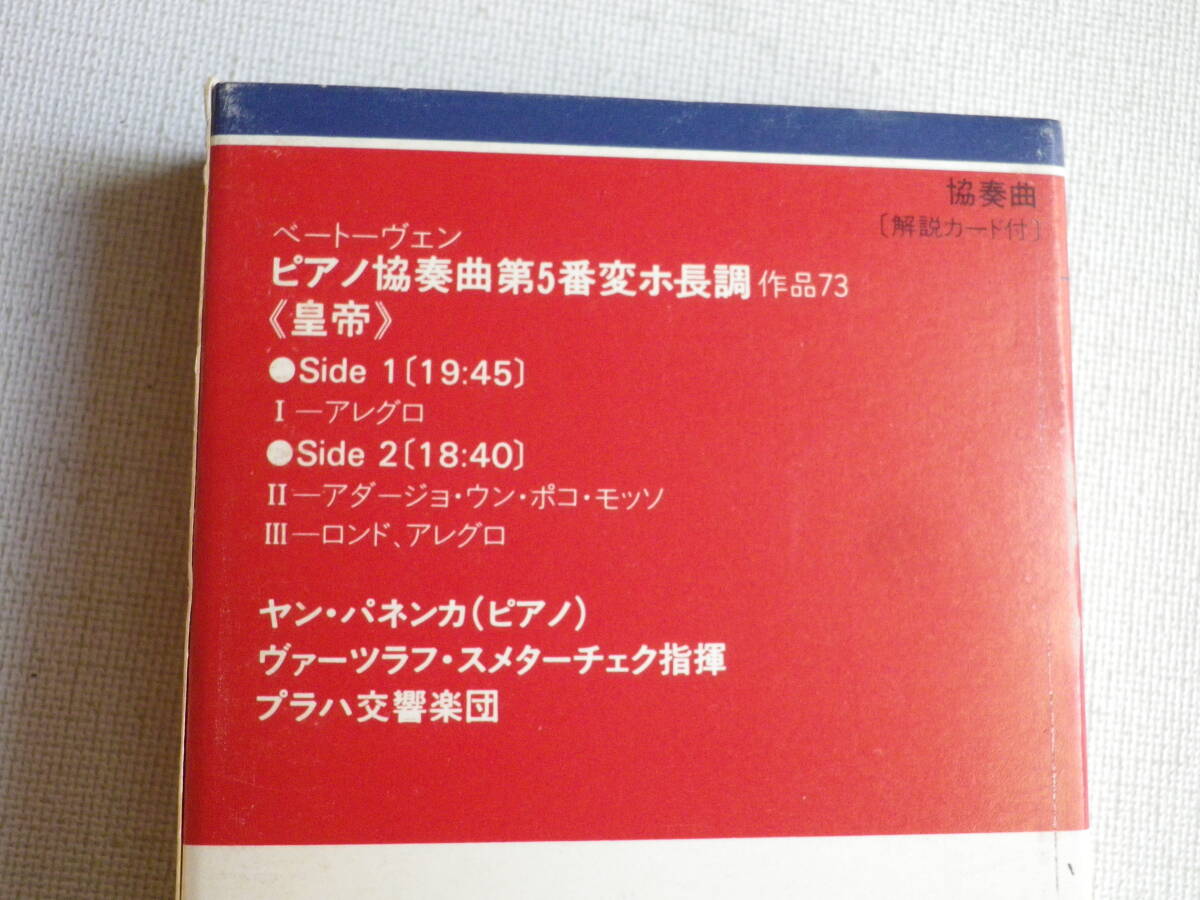 協奏曲
〔解説カード付〕
ベートーヴェン
ピアノ協奏曲第5番変ホ長調 作品73
《皇帝》
●Side 1〔19:45〕
I ―アレグロ
●Side 2〔18:40〕
II―アダージョ・ウン・ポコ・モッソ
III―ロンド、アレグロ
ヤン・パネンカ(ピアノ)
ヴァーツラフ・スメターチェク指揮
プラハ交響楽団